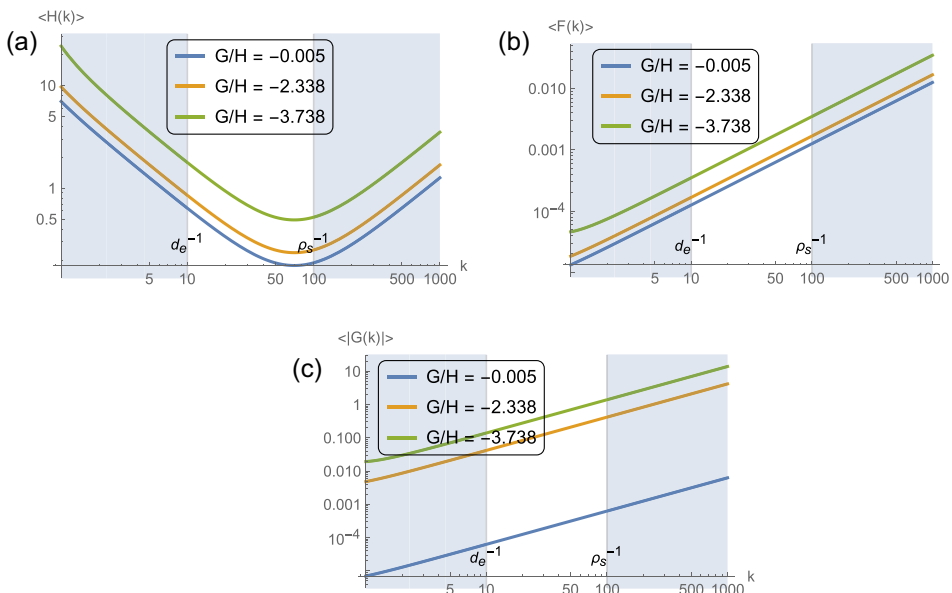 <H(k)>
(a)
G/H = −0.005
G/H = −2.338
G/H = −3.738
10
5
1
0.5
d_e^−1
ρ_s^−1
5 10 50 100 500 1000 k
<F(k)>
(b)
G/H = −0.005
G/H = −2.338
G/H = −3.738
0.010
0.001
10^−4
d_e^−1
ρ_s^−1
5 10 50 100 500 1000 k
<|G(k)|>
(c)
G/H = −0.005
G/H = −2.338
G/H = −3.738
10
1
0.100
0.010
0.001
10^−4
d_e^−1
ρ_s^−1
5 10 50 100 500 1000 k